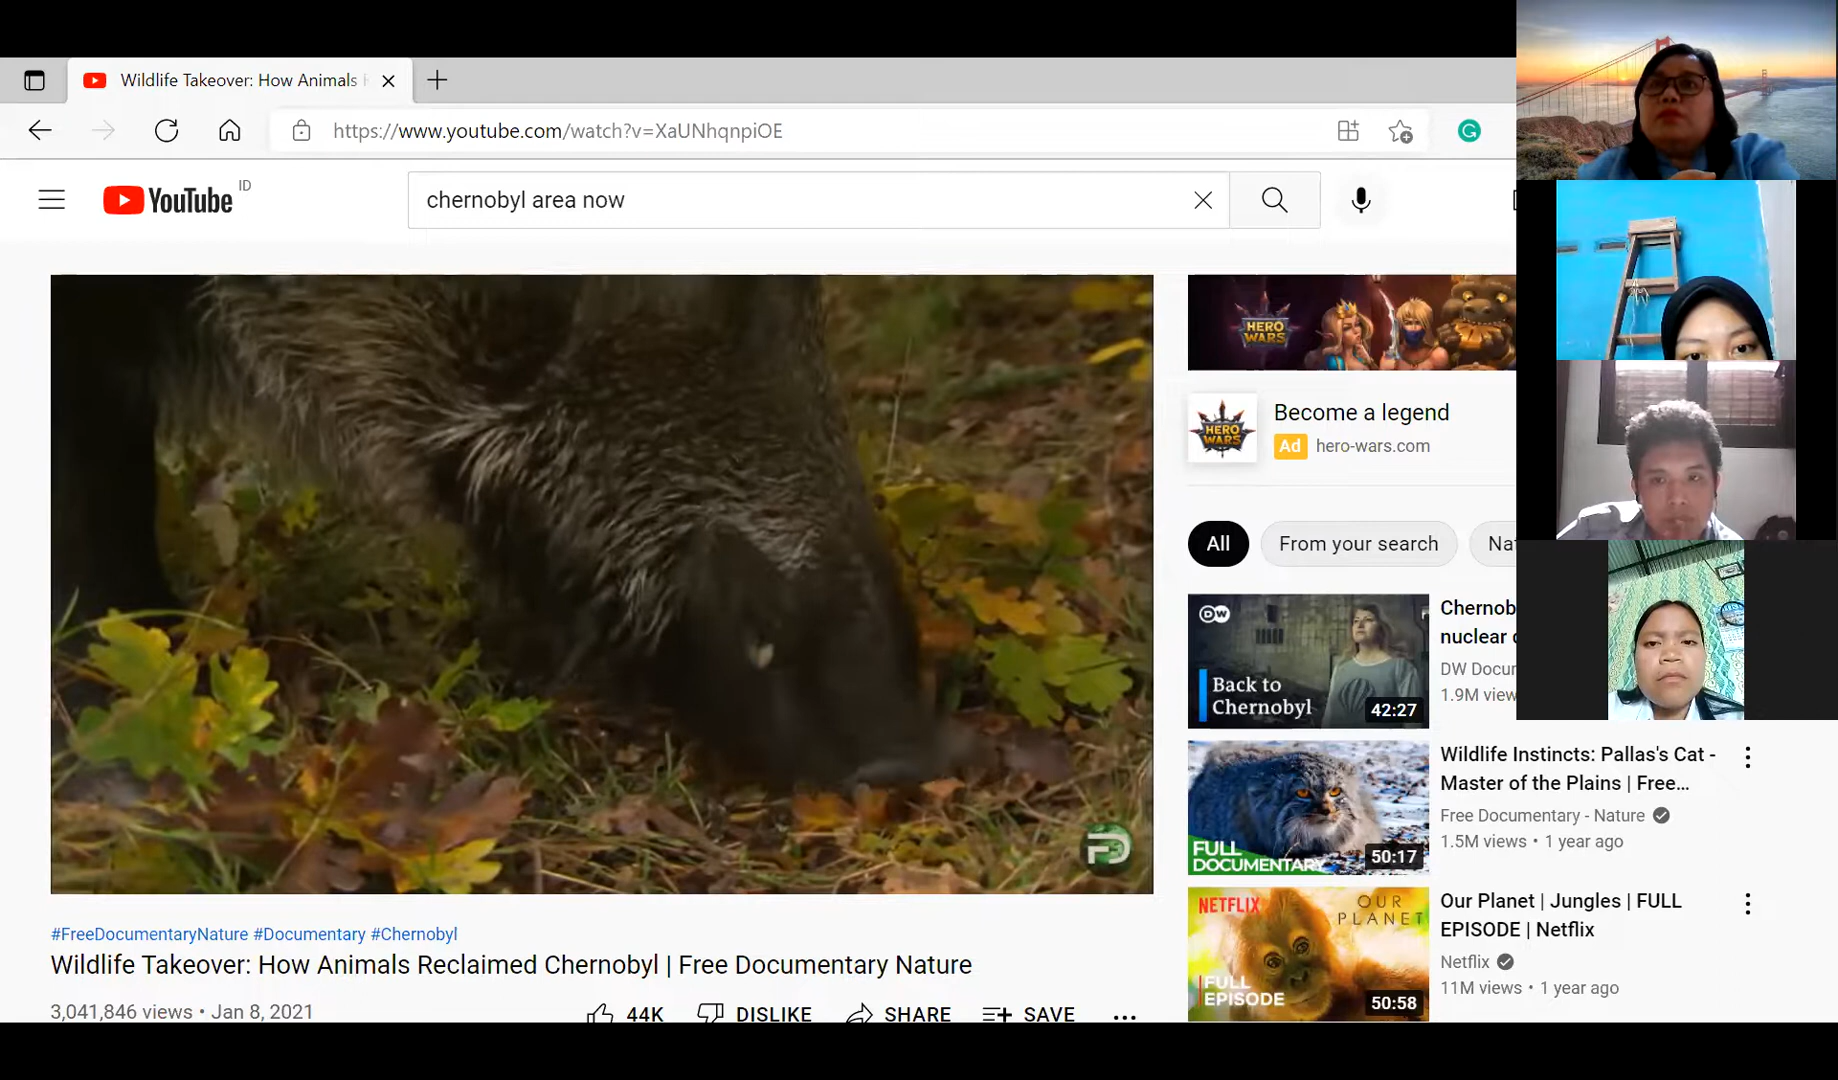 Wildlife Takeover: How Animals
https://www.youtube.com/watch?v=XaUNhqnpiOE
YouTube ID
chernobyl area now
HERO WARS
HERO WARS
Become a legend
Ad hero-wars.com
All
From your search
Na
DW
Back to
Chernobyl
42:27
Chernob
nuclear
DW Docu
1.9M view
FULL
DOCUMENTARY
50:17
Wildlife Instincts: Pallas's Cat -
Master of the Plains | Free...
Free Documentary - Nature
1.5M views • 1 year ago
NETFLIX
OUR
PLANET
FULL
EPISODE
50:58
Our Planet | Jungles | FULL
EPISODE | Netflix
Netflix
11M views • 1 year ago
#FreeDocumentaryNature #Documentary #Chernobyl
Wildlife Takeover: How Animals Reclaimed Chernobyl | Free Documentary Nature
3,041,846 views • Jan 8, 2021
44K
DISLIKE
SHARE
SAVE